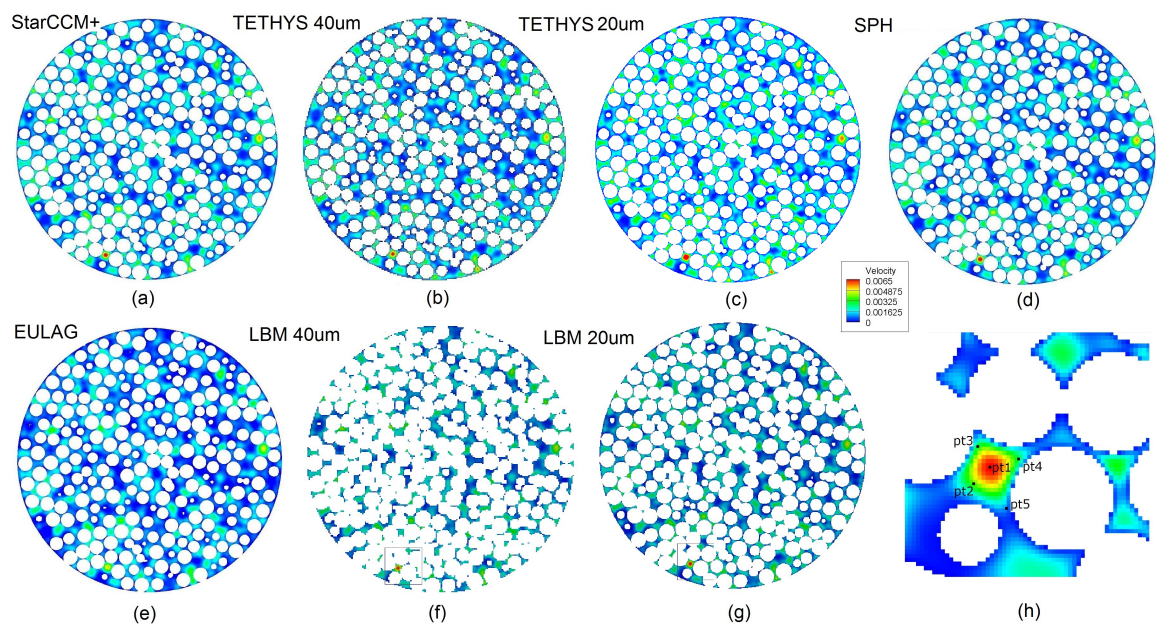 StarCCM+
TETHYS 40um
TETHYS 20um
SPH
(a)
(b)
(c)
(d)
Velocity
0.0065
0.004875
0.00325
0.001625
0
EULAG
LBM 40um
LBM 20um
pt3
pt1
pt4
pt2
pt5
(e)
(f)
(g)
(h)